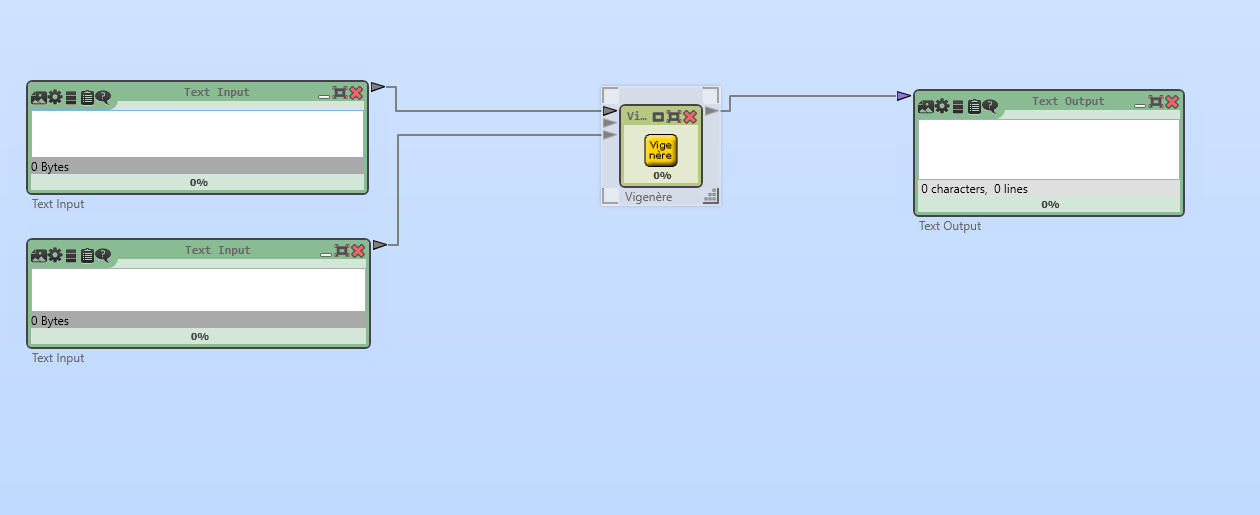 Text Input
0 Bytes
0%
Text Input
Vi...
Vige
nère
0%
Vigenère
Text Output
0 characters, 0 lines
0%
Text Output
Text Input
0 Bytes
0%
Text Input